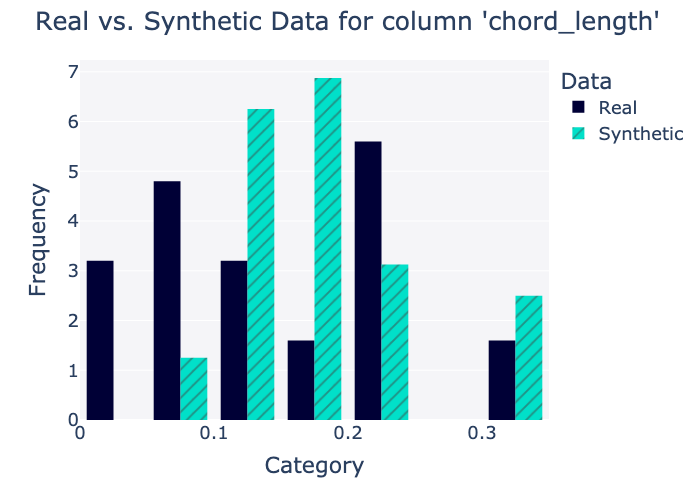 Real vs. Synthetic Data for column 'chord_length'
Data
Real
Synthetic
Frequency
7
6
5
4
3
2
1
0
0 0.1 0.2 0.3
Category